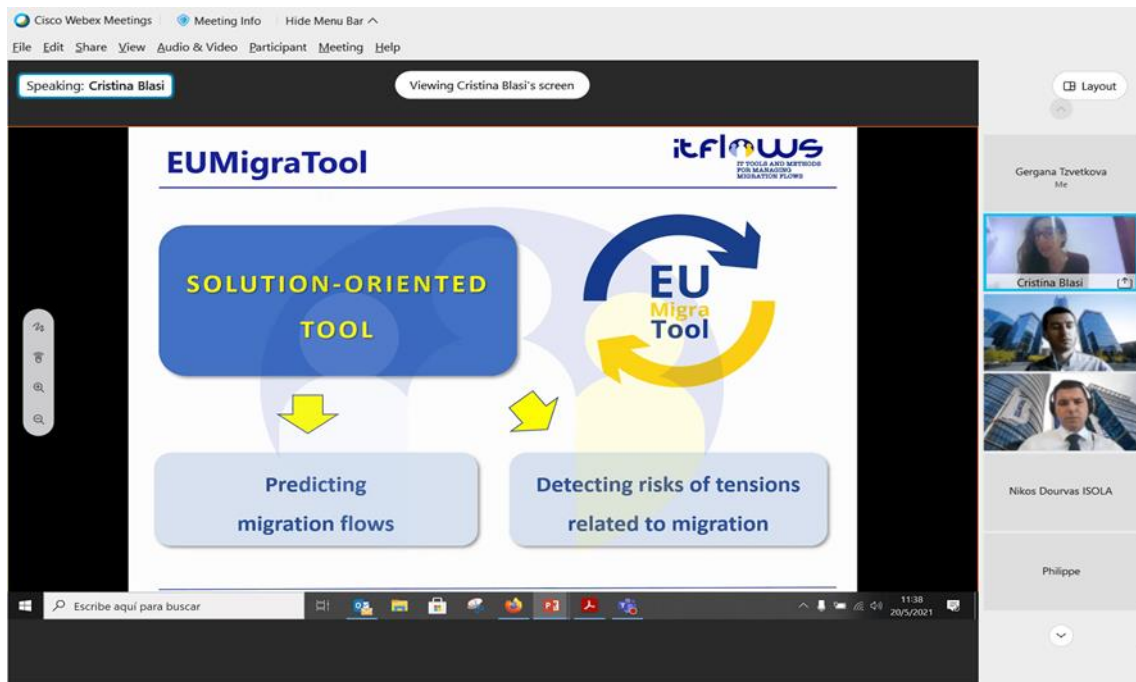 Cisco Webex Meetings Meeting Info Hide Menu Bar
File Edit Share View Audio & Video Participant Meeting Help
Speaking: Cristina Blasi
Viewing Cristina Blasi's screen
Layout
EUMigraTool
itflows
IT TOOLS AND METHODS
FOR MANAGING
MIGRATION FLOWS
SOLUTION-ORIENTED
TOOL
EU
Migra
Tool
Predicting
migration flows
Detecting risks of tensions
related to migration
Gergana Tzvetkova
Me
Cristina Blasi
Nikos Dourvas ISOLA
Philippe
Escribe aquí para buscar
11:38
20/5/2021